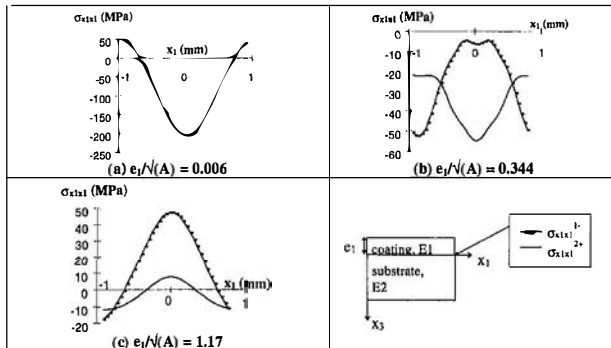 σx1x1 (MPa)
50
x1 (mm)
0
-1
0
1
-50
-100
-150
-200
-250
(a) e1/√(A) = 0.006
σx1x1 (MPa)
x1 (mm)
0
-1
0
1
-10
-20
-30
-40
-50
-60
(b) e1/√(A) = 0.344
σx1x1 (MPa)
50
40
30
20
10
0
-10
-20
x1 (mm)
-1
0
1
(c) e1/√(A) = 1.17
e1
coating, E1
x1
substrate,
E2
x3
σx1x1 1-
σx1x1 2+